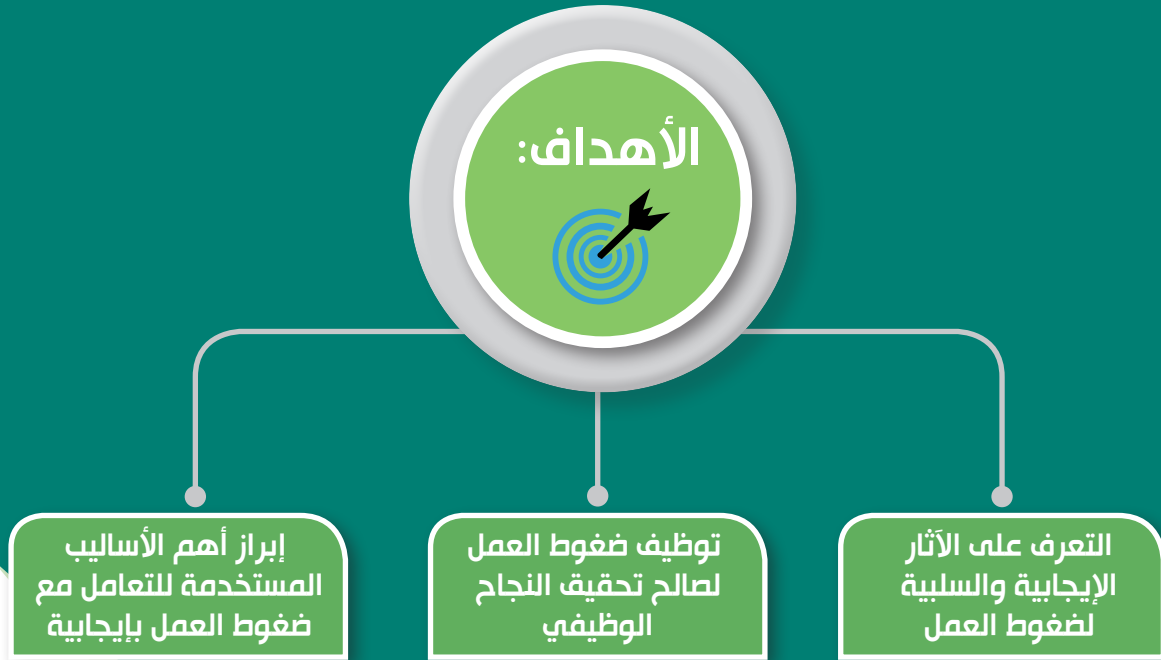 الأهداف:
التعرف على الآثار
الإيجابية والسلبية
لضغوط العمل
توظيف ضغوط العمل
لصالح تحقيق النجاح
الوظيفي
إبراز أهم الأساليب
المستخدمة للتعامل مع
ضغوط العمل بإيجابية